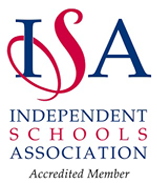 ISA
INDEPENDENT
SCHOOLS
ASSOCIATION
Accredited Member